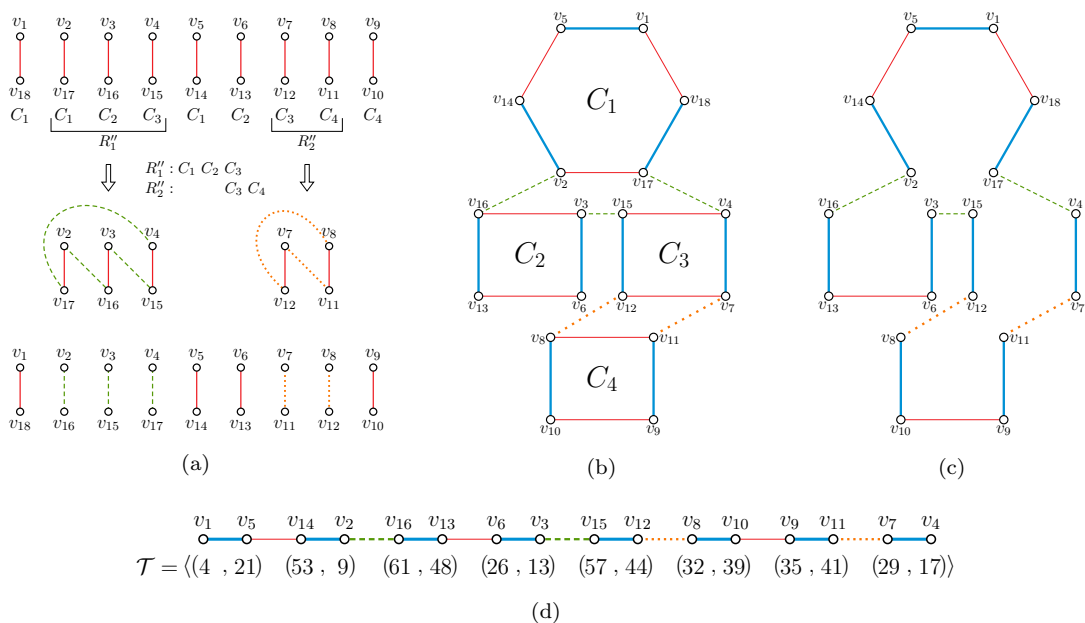 v1 v2 v3 v4 v5 v6 v7 v8 v9
v18 v17 v16 v15 v14 v13 v12 v11 v10
C1 C1 C2 C3 C1 C2 C3 C4 C4
R″1 R″2
R″1 : C1 C2 C3
R″2 : C3 C4
v2 v3 v4 v7 v8
v17 v16 v15 v12 v11
v1 v2 v3 v4 v5 v6 v7 v8 v9
v18 v16 v15 v17 v14 v13 v11 v12 v10
(a)
v5 v1
v14 C1 v18
v2 v17
v16 v3 v15 v4
C2 C3
v13 v6 v12 v7
v8 v11
C4
v10 v9
(b)
v5 v1
v14 v18
v2 v17
v16 v3 v15 v4
v13 v6 v12 v7
v8 v11
v10 v9
(c)
v1 v5 v14 v2 v16 v13 v6 v3 v15 v12 v8 v10 v9 v11 v7 v4
𝒯 = ⟨(4 , 21) (53 , 9) (61 , 48) (26 , 13) (57 , 44) (32 , 39) (35 , 41) (29 , 17)⟩
(d)